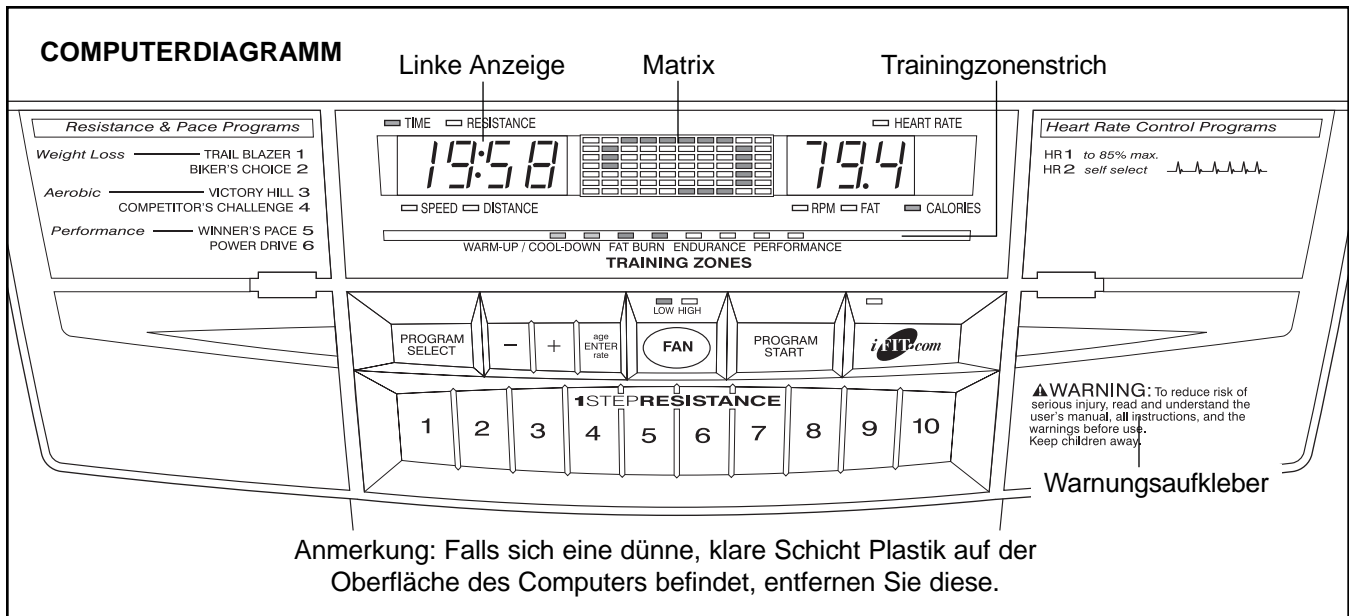 COMPUTERDIAGRAMM
Linke Anzeige
Matrix
Trainingzonenstrich
Resistance & Pace Programs
Weight Loss TRAIL BLAZER 1
BIKER'S CHOICE 2
Aerobic VICTORY HILL 3
COMPETITOR'S CHALLENGE 4
Performance WINNER'S PACE 5
POWER DRIVE 6
TIME RESISTANCE
19:58
SPEED DISTANCE
HEART RATE
79.4
RPM FAT CALORIES
WARM-UP / COOL-DOWN FAT BURN ENDURANCE PERFORMANCE
TRAINING ZONES
Heart Rate Control Programs
HR 1 to 85% max.
HR 2 self select
PROGRAM
SELECT
–
+
age
ENTER
rate
LOW HIGH
FAN
PROGRAM
START
iFIT.com
1STEPRESISTANCE
1 2 3 4 5 6 7 8 9 10
WARNING: To reduce risk of
serious injury, read and understand the
user's manual, all instructions, and the
warnings before use.
Keep children away.
Warnungsaufkleber
Anmerkung: Falls sich eine dünne, klare Schicht Plastik auf der
Oberfläche des Computers befindet, entfernen Sie diese.